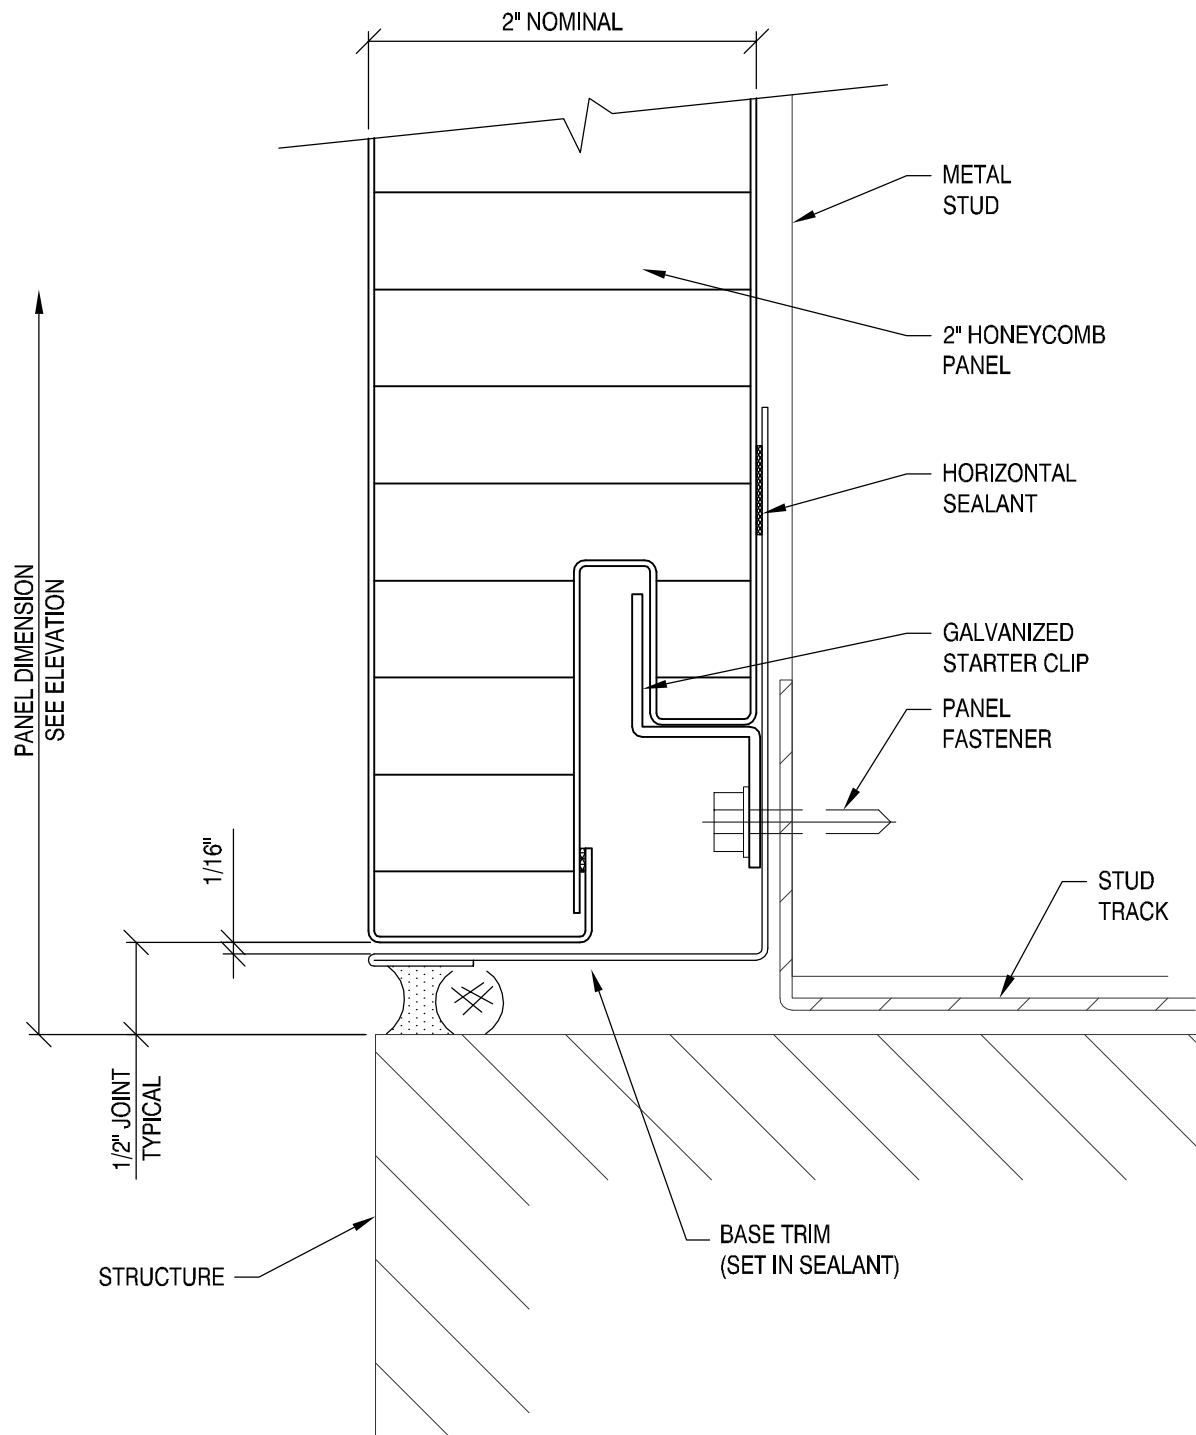 2" NOMINAL
METAL
STUD
2" HONEYCOMB
PANEL
HORIZONTAL
SEALANT
PANEL DIMENSION
SEE ELEVATION
GALVANIZED
STARTER CLIP
PANEL
FASTENER
1/16"
STUD
TRACK
1/2" JOINT
TYPICAL
BASE TRIM
(SET IN SEALANT)
STRUCTURE